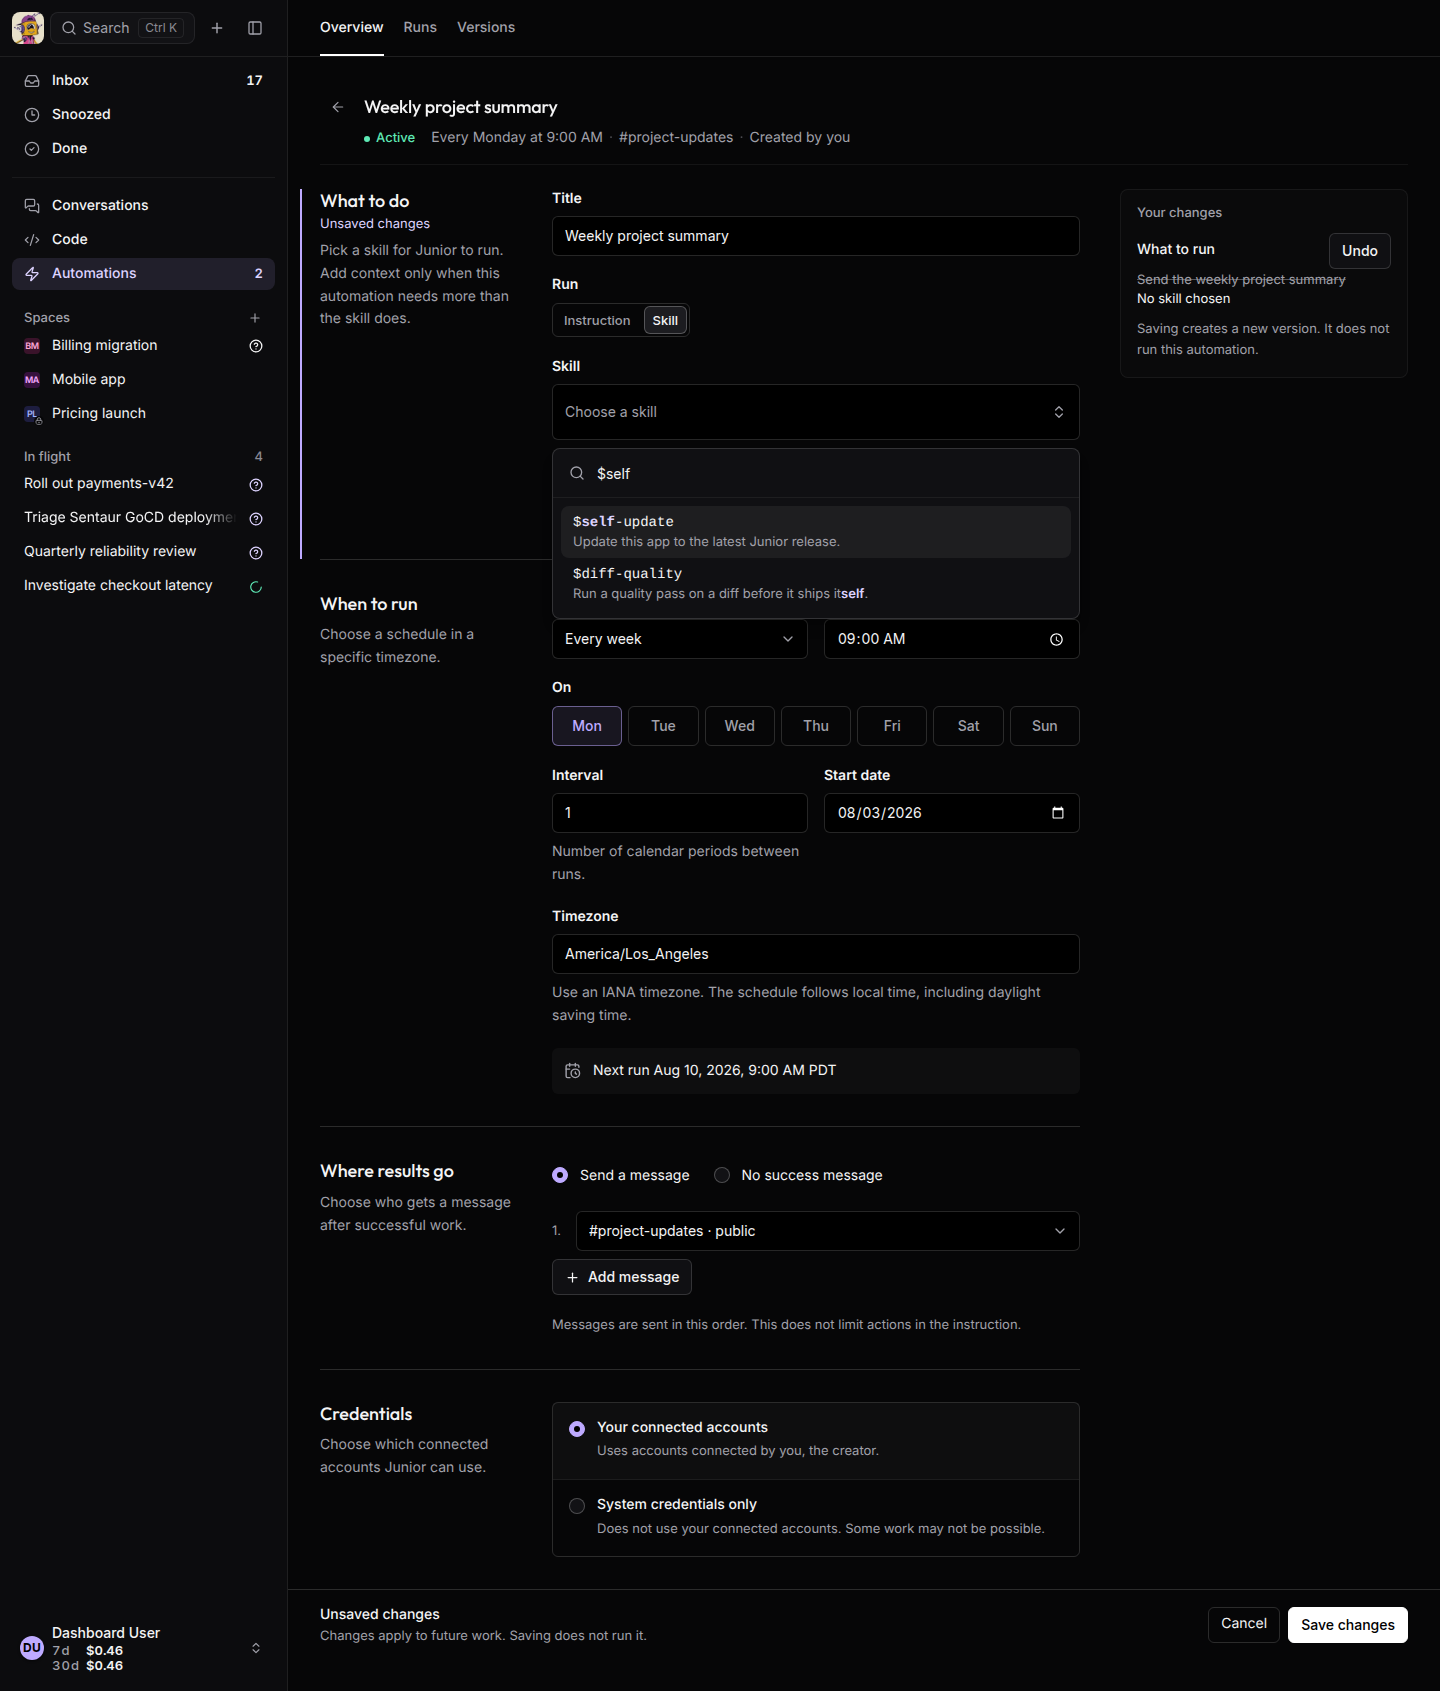 Search Ctrl K
Inbox 17
Snoozed
Done
Conversations
Code
Automations 2
Spaces
BM Billing migration
MA Mobile app
PL Pricing launch
In flight 4
Roll out payments-v42
Triage Sentaur GoCD deployme
Quarterly reliability review
Investigate checkout latency
DU Dashboard User
7d $0.46
30d $0.46
Overview Runs Versions
Weekly project summary
Active Every Monday at 9:00 AM · #project-updates · Created by you
What to do
Unsaved changes
Pick a skill for Junior to run.
Add context only when this
automation needs more than
the skill does.
Title
Weekly project summary
Run
Instruction Skill
Skill
Choose a skill
$self
$self-update
Update this app to the latest Junior release.
$diff-quality
Run a quality pass on a diff before it ships itself.
Your changes
What to run Undo
Send the weekly project summary
No skill chosen
Saving creates a new version. It does not
run this automation.
When to run
Choose a schedule in a
specific timezone.
Every week 09:00 AM
On
Mon Tue Wed Thu Fri Sat Sun
Interval Start date
1 08/03/2026
Number of calendar periods between
runs.
Timezone
America/Los_Angeles
Use an IANA timezone. The schedule follows local time, including daylight
saving time.
Next run Aug 10, 2026, 9:00 AM PDT
Where results go
Choose who gets a message
after successful work.
Send a message No success message
1. #project-updates · public
Add message
Messages are sent in this order. This does not limit actions in the instruction.
Credentials
Choose which connected
accounts Junior can use.
Your connected accounts
Uses accounts connected by you, the creator.
System credentials only
Does not use your connected accounts. Some work may not be possible.
Unsaved changes
Changes apply to future work. Saving does not run it.
Cancel Save changes